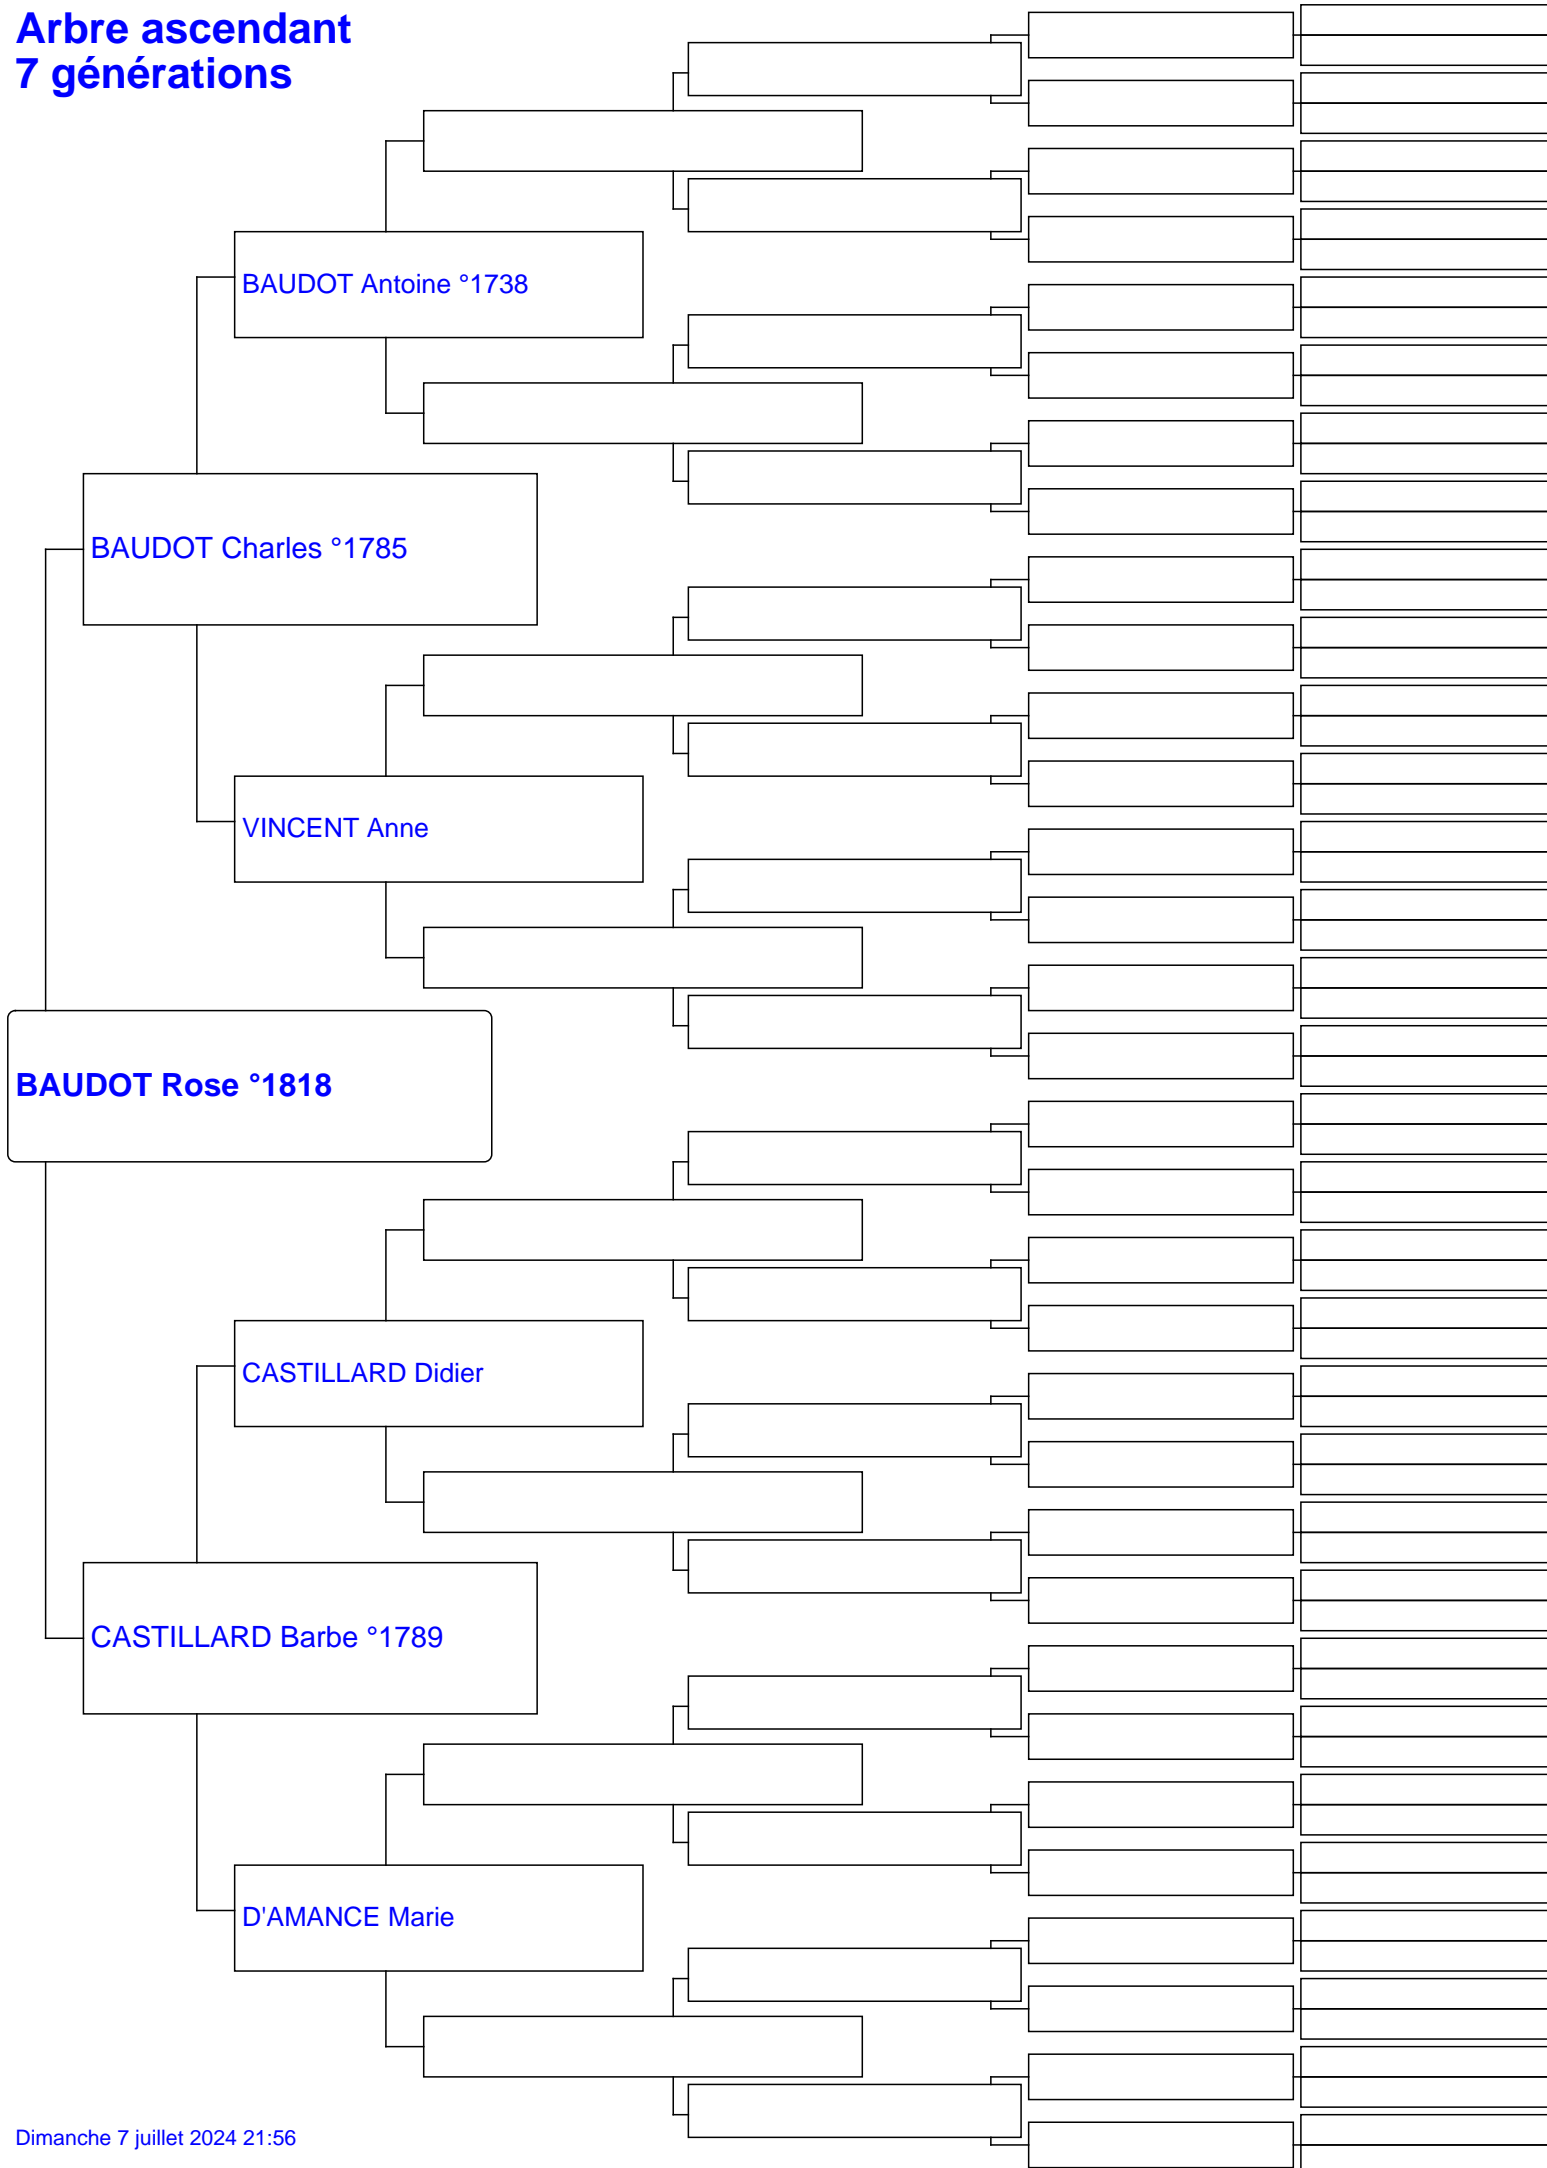 Arbre ascendant
7 générations
BAUDOT Antoine °1738
BAUDOT Charles °1785
VINCENT Anne
BAUDOT Rose °1818
CASTILLARD Didier
CASTILLARD Barbe °1789
D'AMANCE Marie
Dimanche 7 juillet 2024 21:56